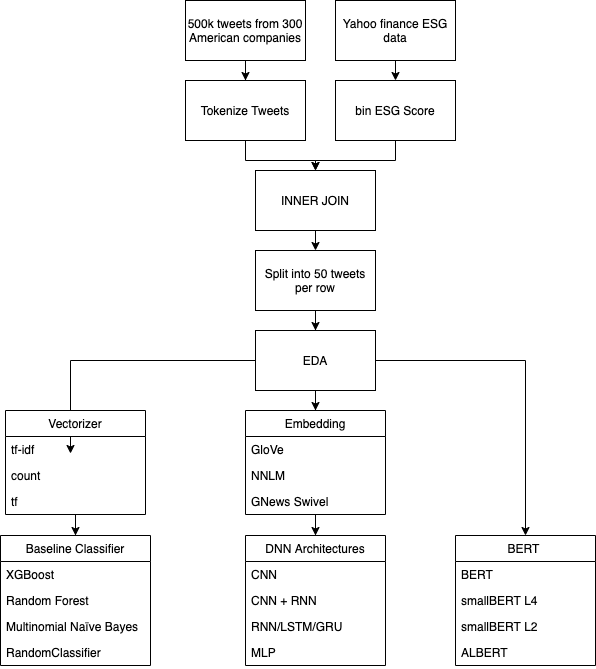 500k tweets from 300
American companies
Yahoo finance ESG
data
Tokenize Tweets
bin ESG Score
INNER JOIN
Split into 50 tweets
per row
EDA
Vectorizer
tf-idf
count
tf
Embedding
GloVe
NNLM
GNews Swivel
Baseline Classifier
XGBoost
Random Forest
Multinomial Naïve Bayes
RandomClassifier
DNN Architectures
CNN
CNN + RNN
RNN/LSTM/GRU
MLP
BERT
BERT
smallBERT L4
smallBERT L2
ALBERT